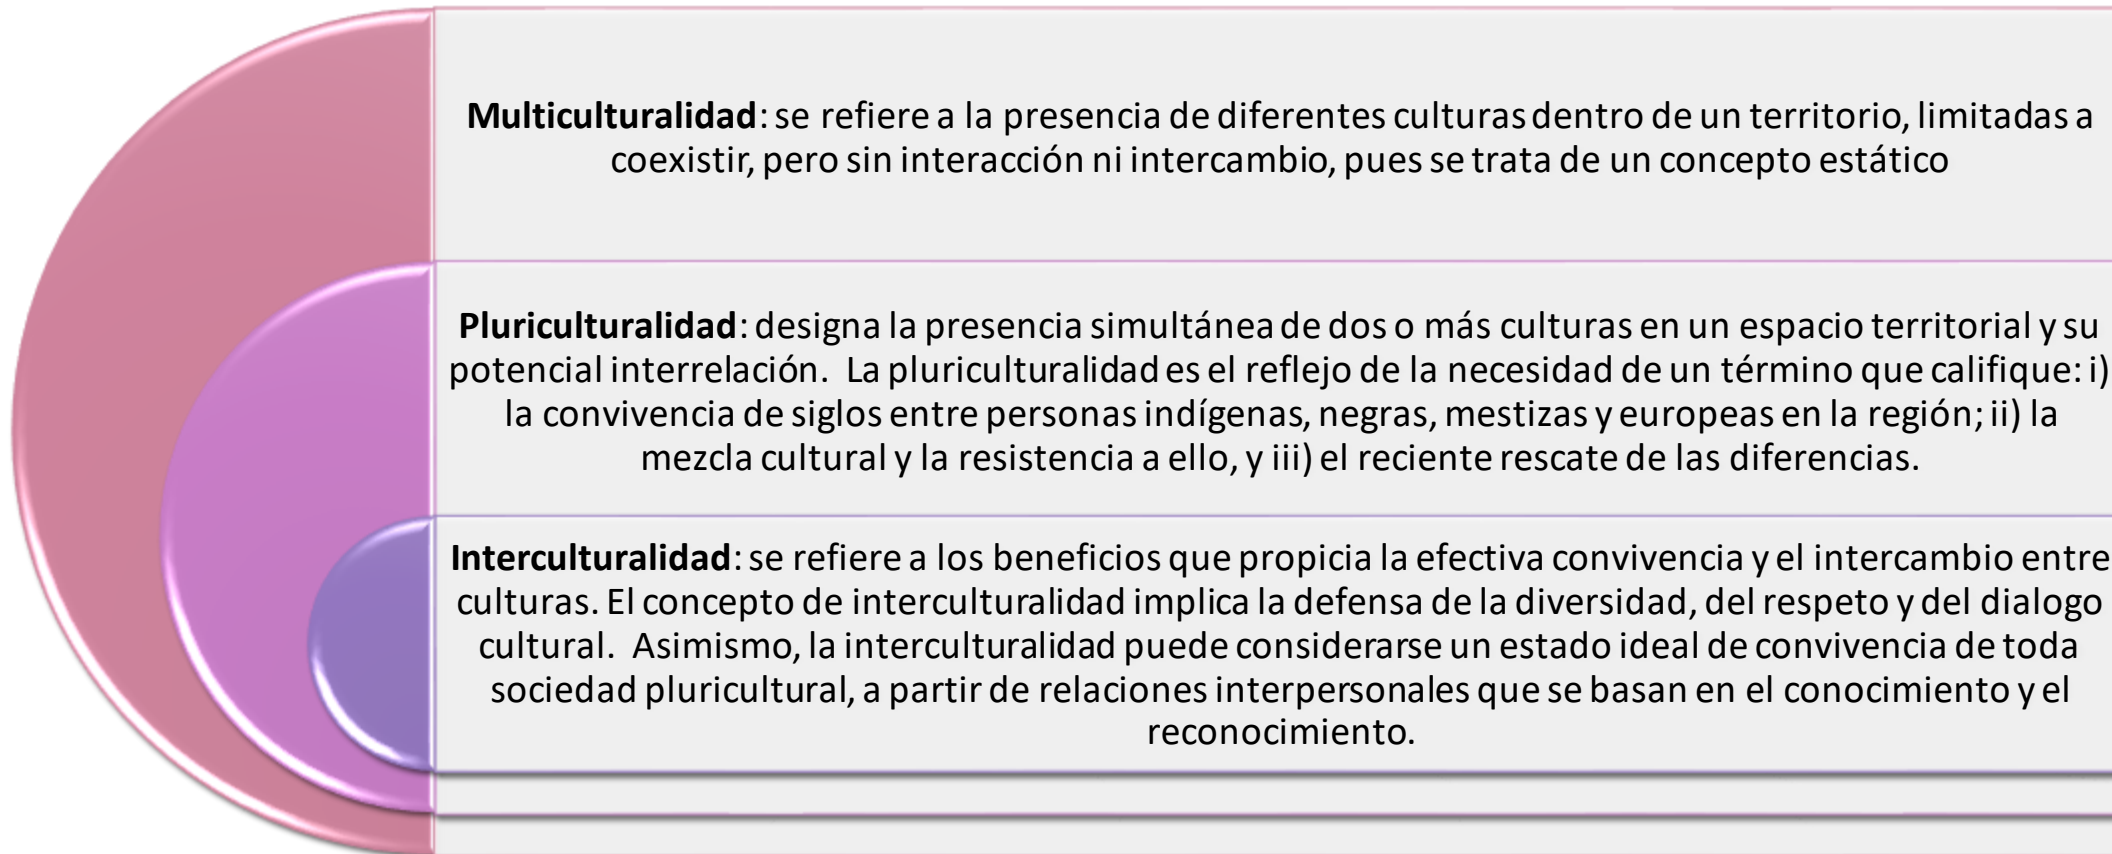 Multiculturalidad: se refiere a la presencia de diferentes culturas dentro de un territorio, limitadas a
coexistir, pero sin interacción ni intercambio, pues se trata de un concepto estático
Pluriculturalidad: designa la presencia simultánea de dos o más culturas en un espacio territorial y su
potencial interrelación. La pluriculturalidad es el reflejo de la necesidad de un término que califique: i)
la convivencia de siglos entre personas indígenas, negras, mestizas y europeas en la región; ii) la
mezcla cultural y la resistencia a ello, y iii) el reciente rescate de las diferencias.
Interculturalidad: se refiere a los beneficios que propicia la efectiva convivencia y el intercambio entre
culturas. El concepto de interculturalidad implica la defensa de la diversidad, del respeto y del dialogo
cultural. Asimismo, la interculturalidad puede considerarse un estado ideal de convivencia de toda
sociedad pluricultural, a partir de relaciones interpersonales que se basan en el conocimiento y el
reconocimiento.